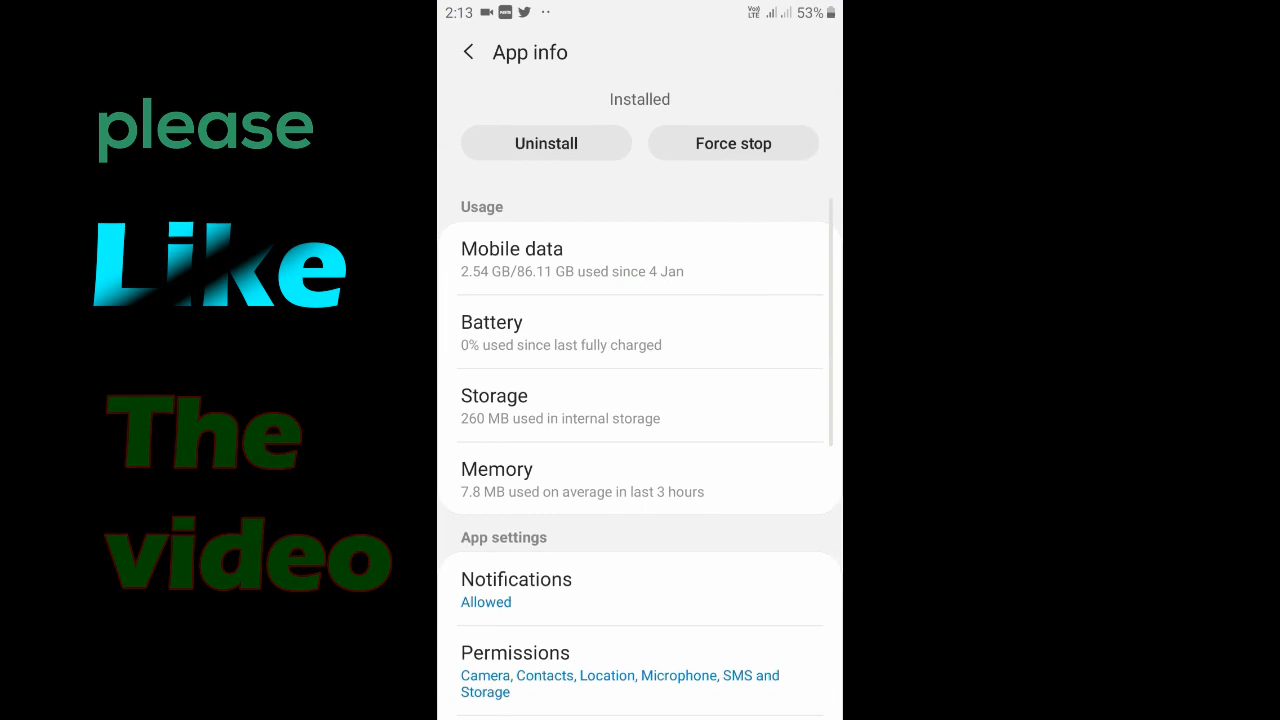 please
Like
The
video
2:13
Vo) LTE 53%
App info
Installed
Uninstall Force stop
Usage
Mobile data
2.54 GB/86.11 GB used since 4 Jan
Battery
0% used since last fully charged
Storage
260 MB used in internal storage
Memory
7.8 MB used on average in last 3 hours
App settings
Notifications
Allowed
Permissions
Camera, Contacts, Location, Microphone, SMS and
Storage